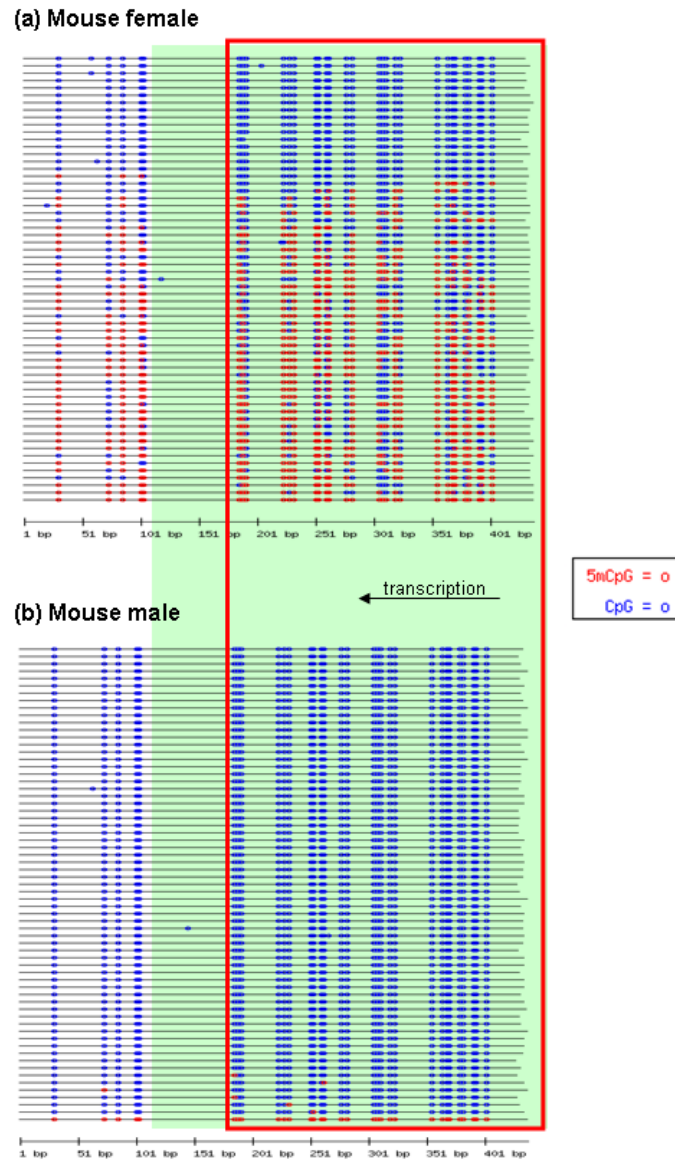 (a) Mouse female
1 bp 51 bp 101 bp 151 bp 201 bp 251 bp 301 bp 351 bp 401 bp
5mCpG = o
CpG = o
transcription
(b) Mouse male
1 bp 51 bp 101 bp 151 bp 201 bp 251 bp 301 bp 351 bp 401 bp